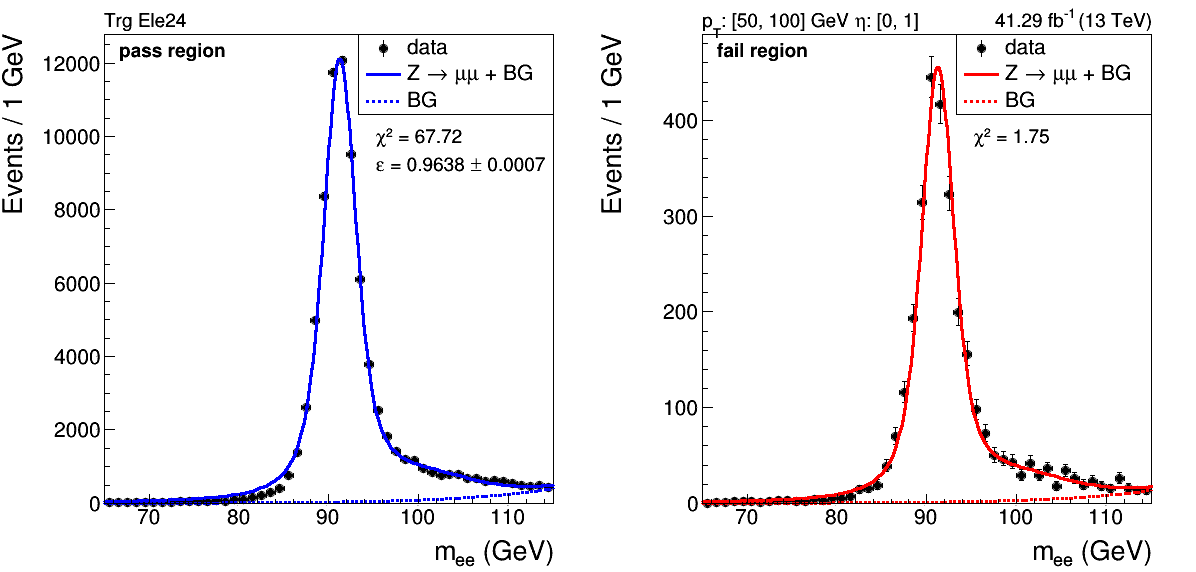 Trg Ele24
pass region
data
Z → μμ + BG
BG
χ² = 67.72
ε = 0.9638 ± 0.0007
Events / 1 GeV
12000
10000
8000
6000
4000
2000
0
70 80 90 100 110
m_ee (GeV)
p_T: [50, 100] GeV η: [0, 1] 41.29 fb⁻¹ (13 TeV)
fail region
data
Z → μμ + BG
BG
χ² = 1.75
Events / 1 GeV
400
300
200
100
0
70 80 90 100 110
m_ee (GeV)